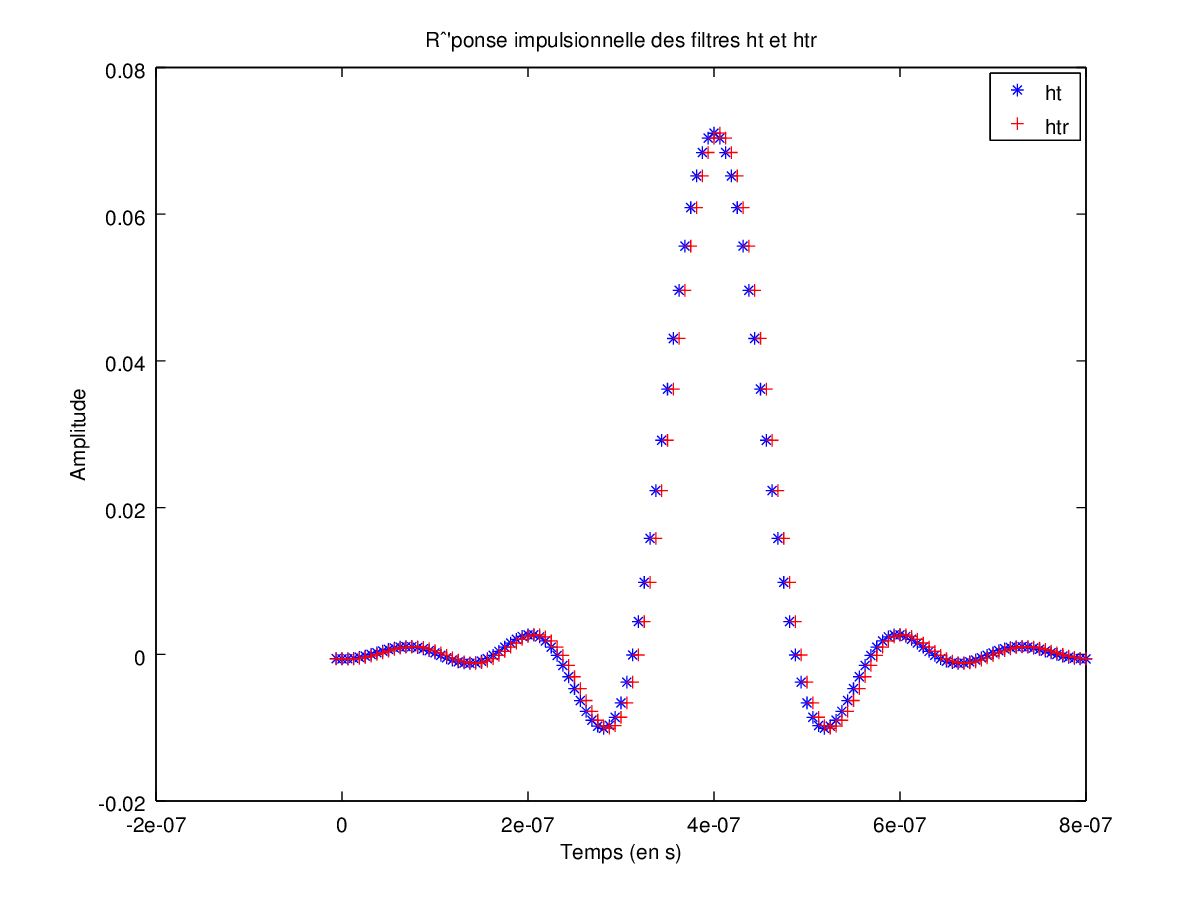 Rˆ'ponse impulsionnelle des filtres ht et htr
ht
htr
0.08
0.06
0.04
0.02
0
-0.02
Amplitude
-2e-07
0
2e-07
4e-07
6e-07
8e-07
Temps (en s)